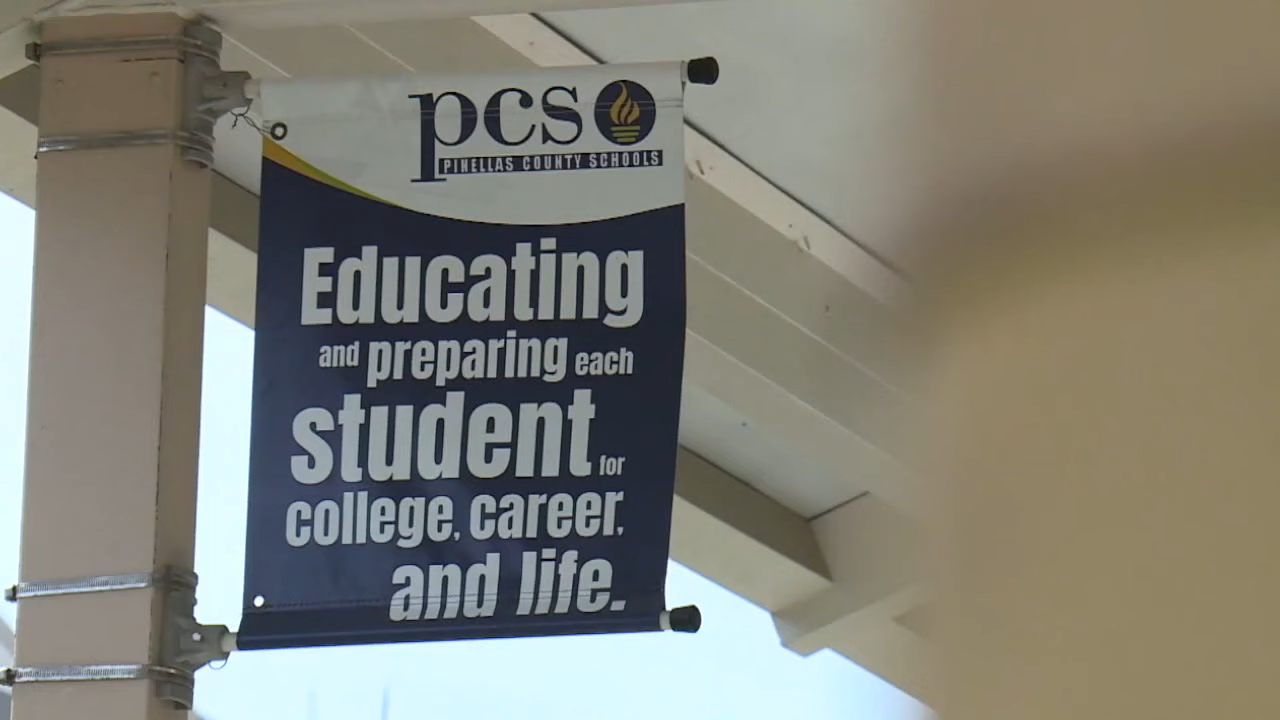 pcs
PINELLAS COUNTY SCHOOLS
Educating
and preparing each
student for
college, career,
and life.